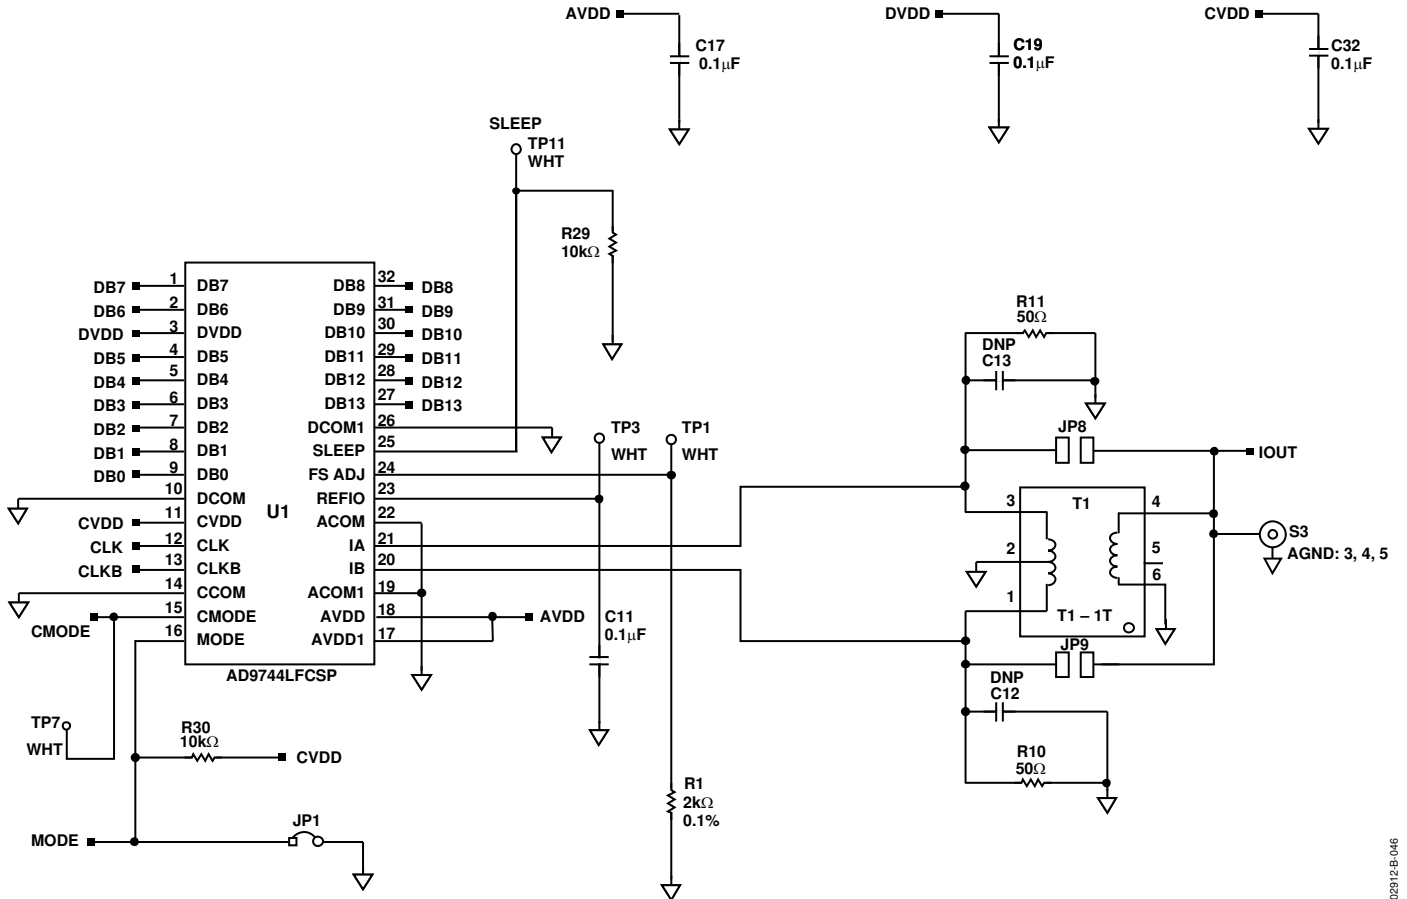 AVDD
C17
0.1μF
DVDD
C19
0.1μF
CVDD
C32
0.1μF
SLEEP
TP11
WHT
R29
10kΩ
DB7 1 DB7
DB6 2 DB6
DVDD 3 DVDD
DB5 4 DB5
DB4 5 DB4
DB3 6 DB3
DB2 7 DB2
DB1 8 DB1
DB0 9 DB0
10 DCOM
CVDD 11 CVDD
CLK 12 CLK
CLKB 13 CLKB
14 CCOM
CMODE 15 CMODE
16 MODE
U1
DB8 32 DB8
DB9 31 DB9
DB10 30 DB10
DB11 29 DB11
DB12 28 DB12
DB13 27 DB13
DCOM1 26
SLEEP 25
FS ADJ 24
REFIO 23
ACOM 22
IA 21
IB 20
ACOM1 19
AVDD 18 AVDD
AVDD1 17
AD9744LFCSP
TP3
WHT
TP1
WHT
C11
0.1μF
R1
2kΩ
0.1%
TP7
WHT
R30
10kΩ
CVDD
MODE
JP1
R11
50Ω
DNP
C13
JP8
IOUT
3
T1
4
2
5
6
1
T1 – 1T
S3
AGND: 3, 4, 5
JP9
DNP
C12
R10
50Ω
02912-B-046